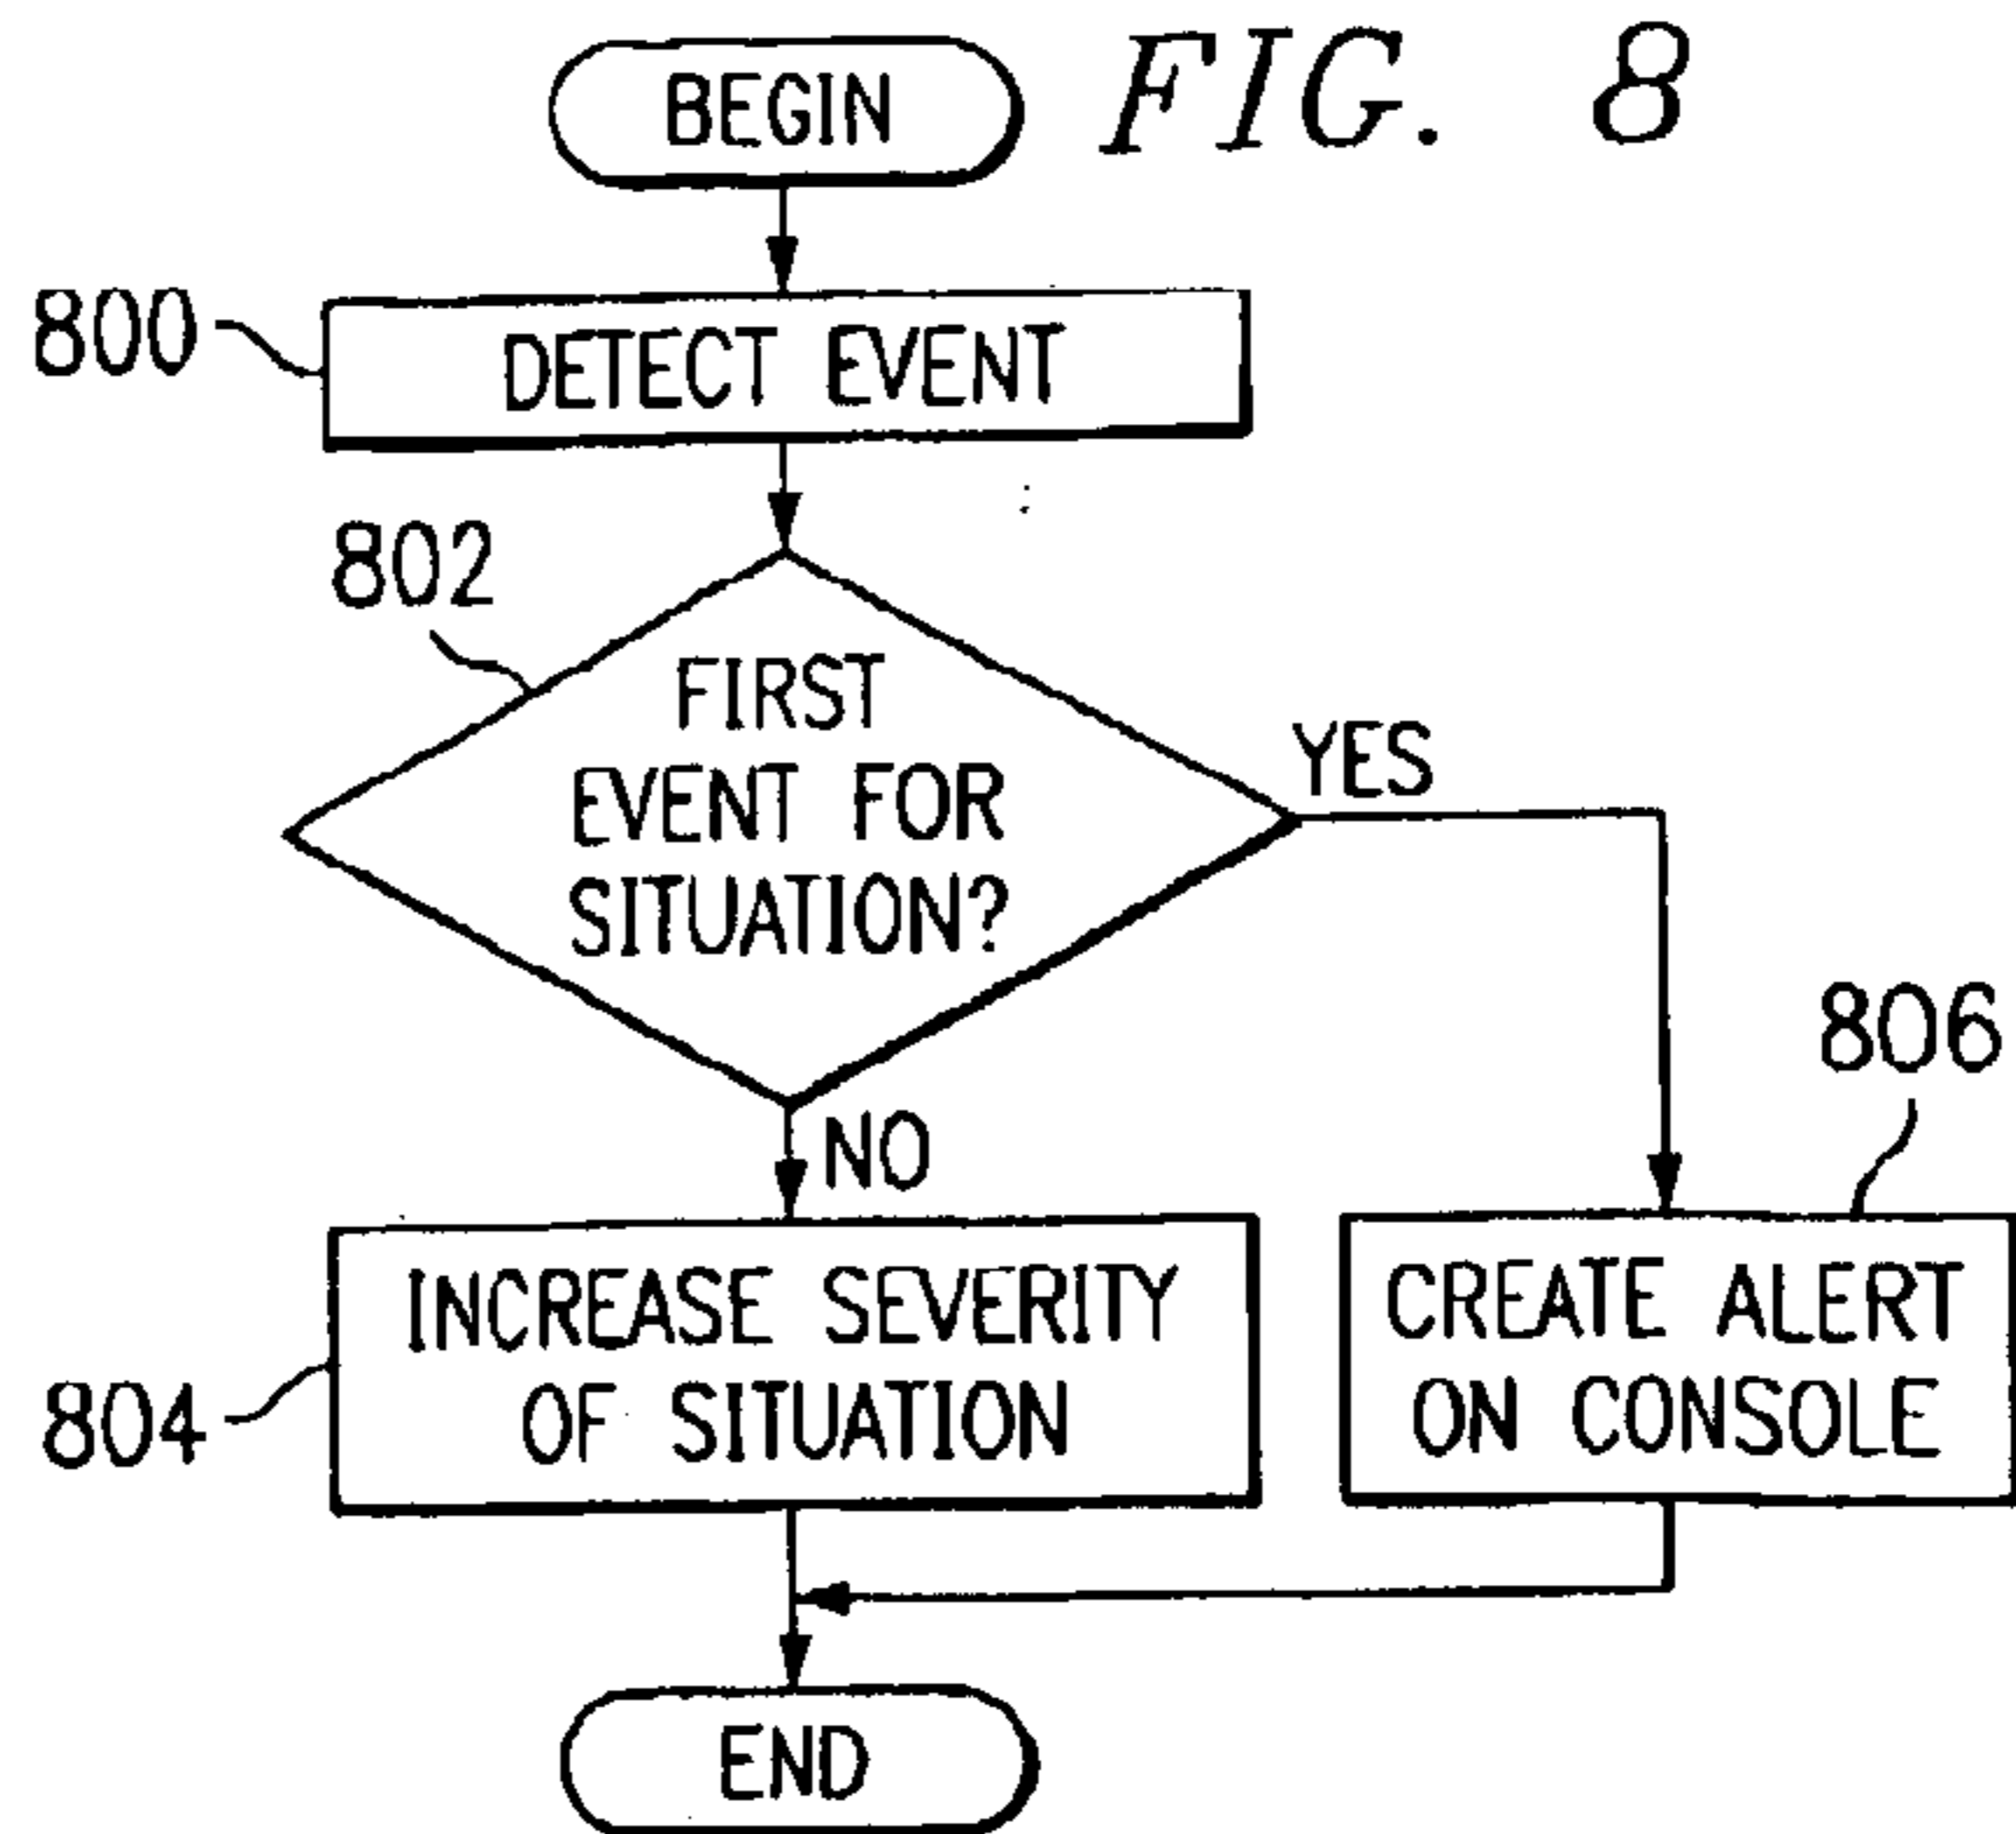 FIG. 8
BEGIN
800
DETECT EVENT
802
FIRST
EVENT FOR
SITUATION?
YES
NO
804
INCREASE SEVERITY
OF SITUATION
806
CREATE ALERT
ON CONSOLE
END